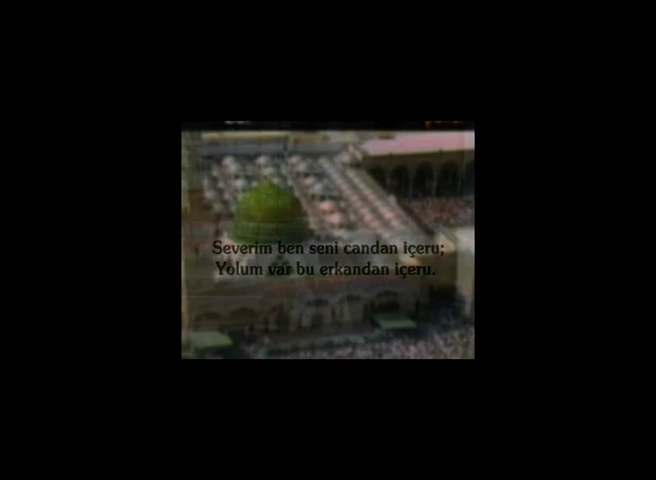 Severim ben seni candan içeru;
Yolum var bu erkandan içeru.